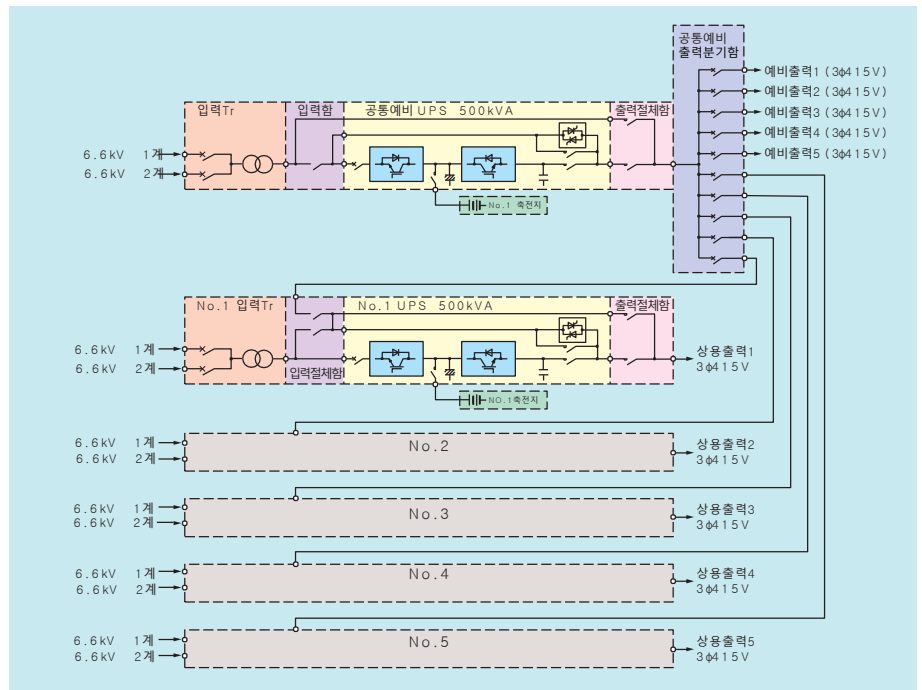 공통예비
출력분기함
예비출력1 (3ϕ415V)
예비출력2 (3ϕ415V)
예비출력3 (3ϕ415V)
예비출력4 (3ϕ415V)
예비출력5 (3ϕ415V)
입력Tr
입력함
공통예비 UPS 500kVA
출력절체함
6.6kV 1계
6.6kV 2계
No.1 축전지
No.1 입력Tr
No.1 UPS 500kVA
출력절체함
6.6kV 1계
6.6kV 2계
입력절체함
상용출력1
3ϕ415V
NO.1축전지
6.6kV 1계
6.6kV 2계
No.2
상용출력2
3ϕ415V
6.6kV 1계
6.6kV 2계
No.3
상용출력3
3ϕ415V
6.6kV 1계
6.6kV 2계
No.4
상용출력4
3ϕ415V
6.6kV 1계
6.6kV 2계
No.5
상용출력5
3ϕ415V